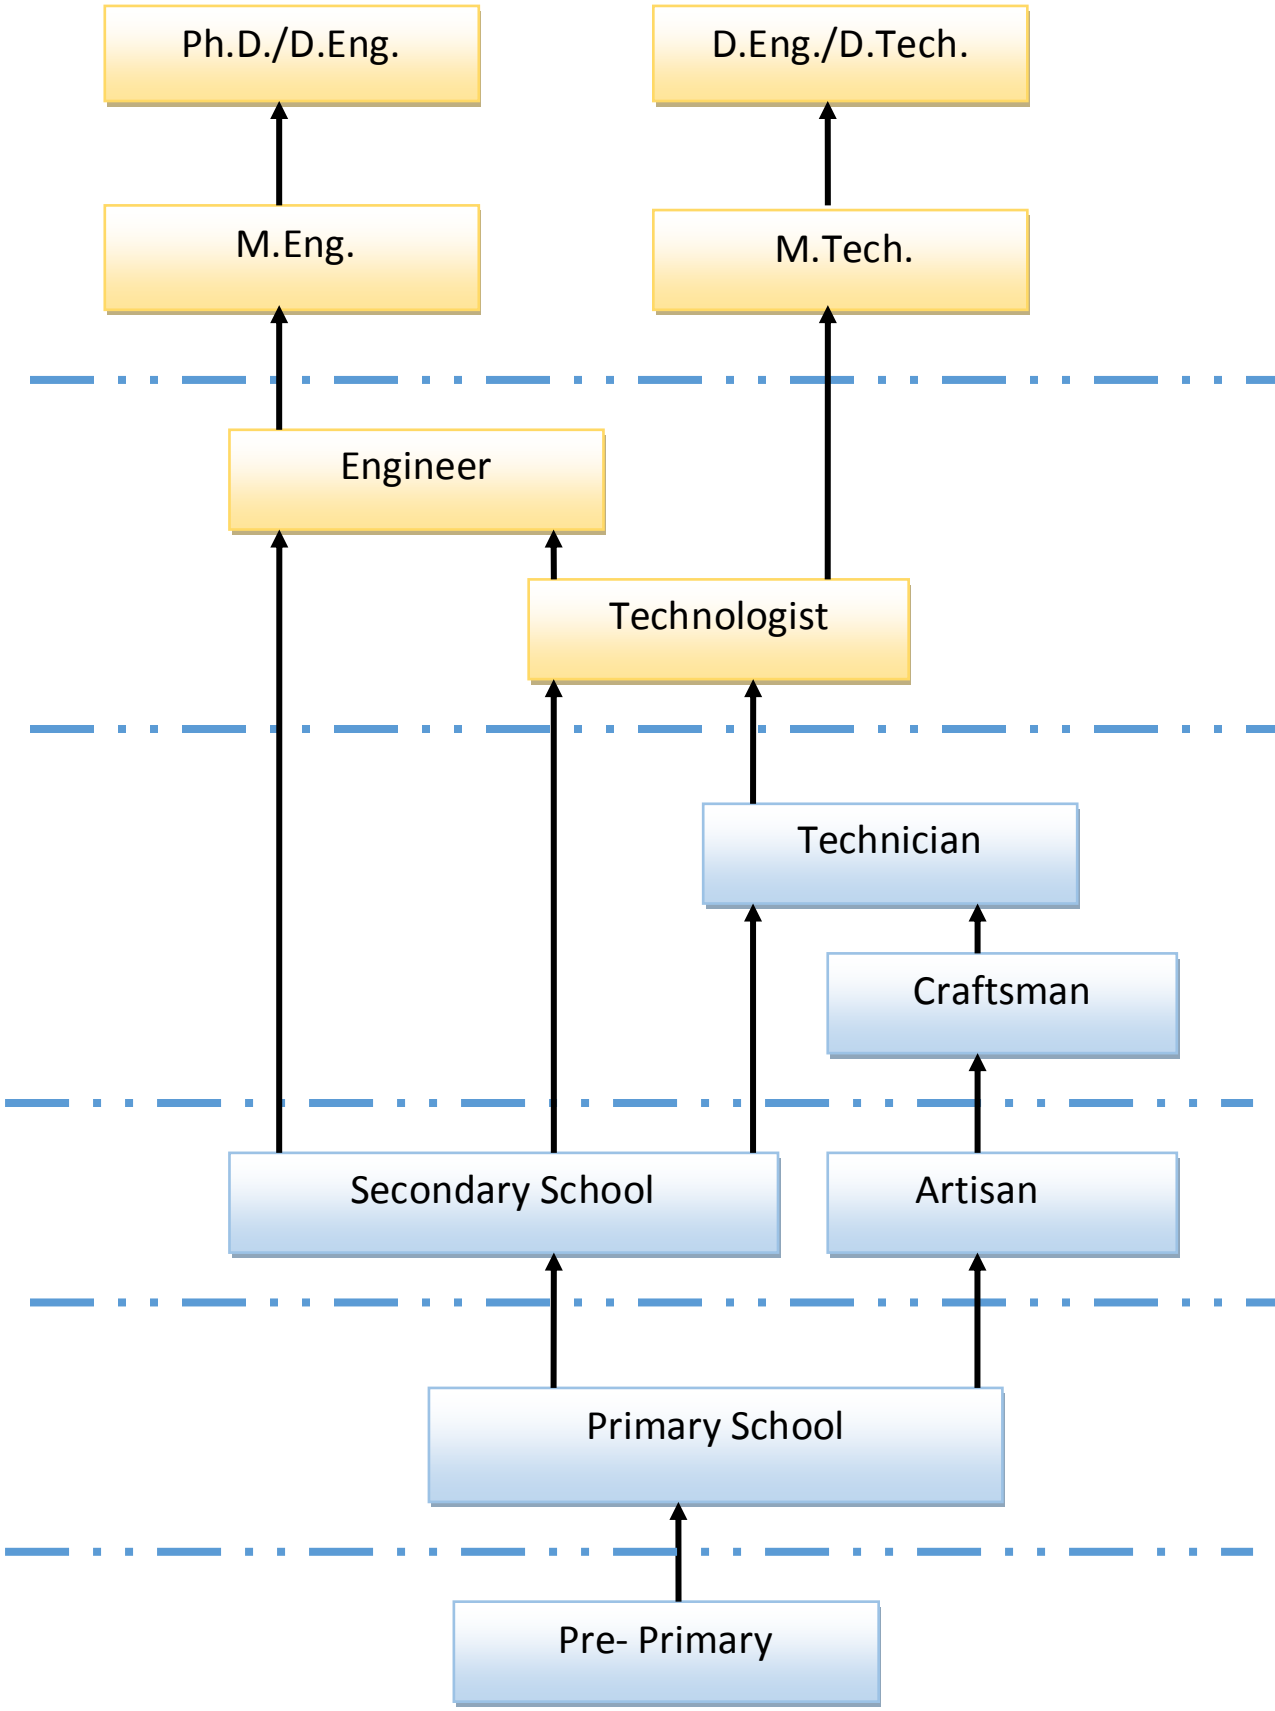 Ph.D./D.Eng.
D.Eng./D.Tech.
M.Eng.
M.Tech.
Engineer
Technologist
Technician
Craftsman
Secondary School
Artisan
Primary School
Pre- Primary